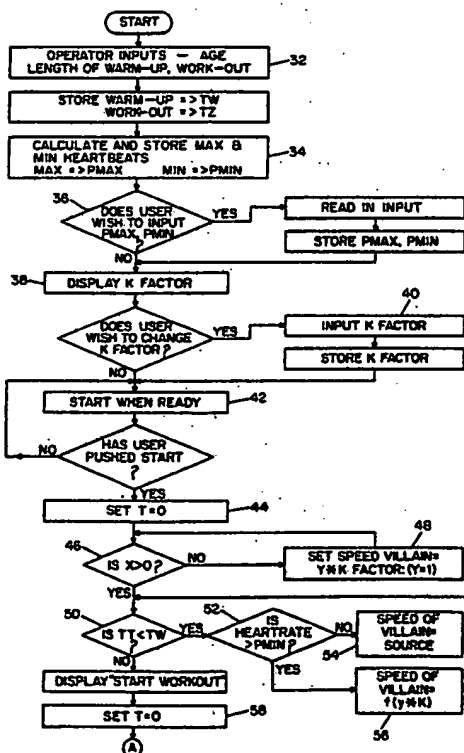 START
OPERATOR INPUTS — AGE
LENGTH OF WARM-UP, WORK-OUT
32
STORE WARM-UP =>TW
WORK-OUT =>TZ
CALCULATE AND STORE MAX &
MIN HEARTBEATS
MAX =>PMAX MIN =>PMIN
34
36
DOES USER
WISH TO INPUT
PMAX, PMIN
?
YES
NO
READ IN INPUT
STORE PMAX, PMIN
38
DISPLAY K FACTOR
DOES USER
WISH TO CHANGE
K FACTOR?
YES
NO
40
INPUT K FACTOR
STORE K FACTOR
START WHEN READY
42
HAS USER
PUSHED START
?
NO
YES
SET T=0
44
46
IS X>0?
NO
YES
48
SET SPEED VILLAIN=
Y*K FACTOR:(Y=1)
50
IS TT<TW
?
YES
NO
52
IS
HEARTRATE
>PMIN?
NO
YES
54
SPEED OF
VILLAIN=
SOURCE
SPEED OF
VILLAIN=
f(y*K)
56
DISPLAY"START WORKOUT"
SET T=0
58
A